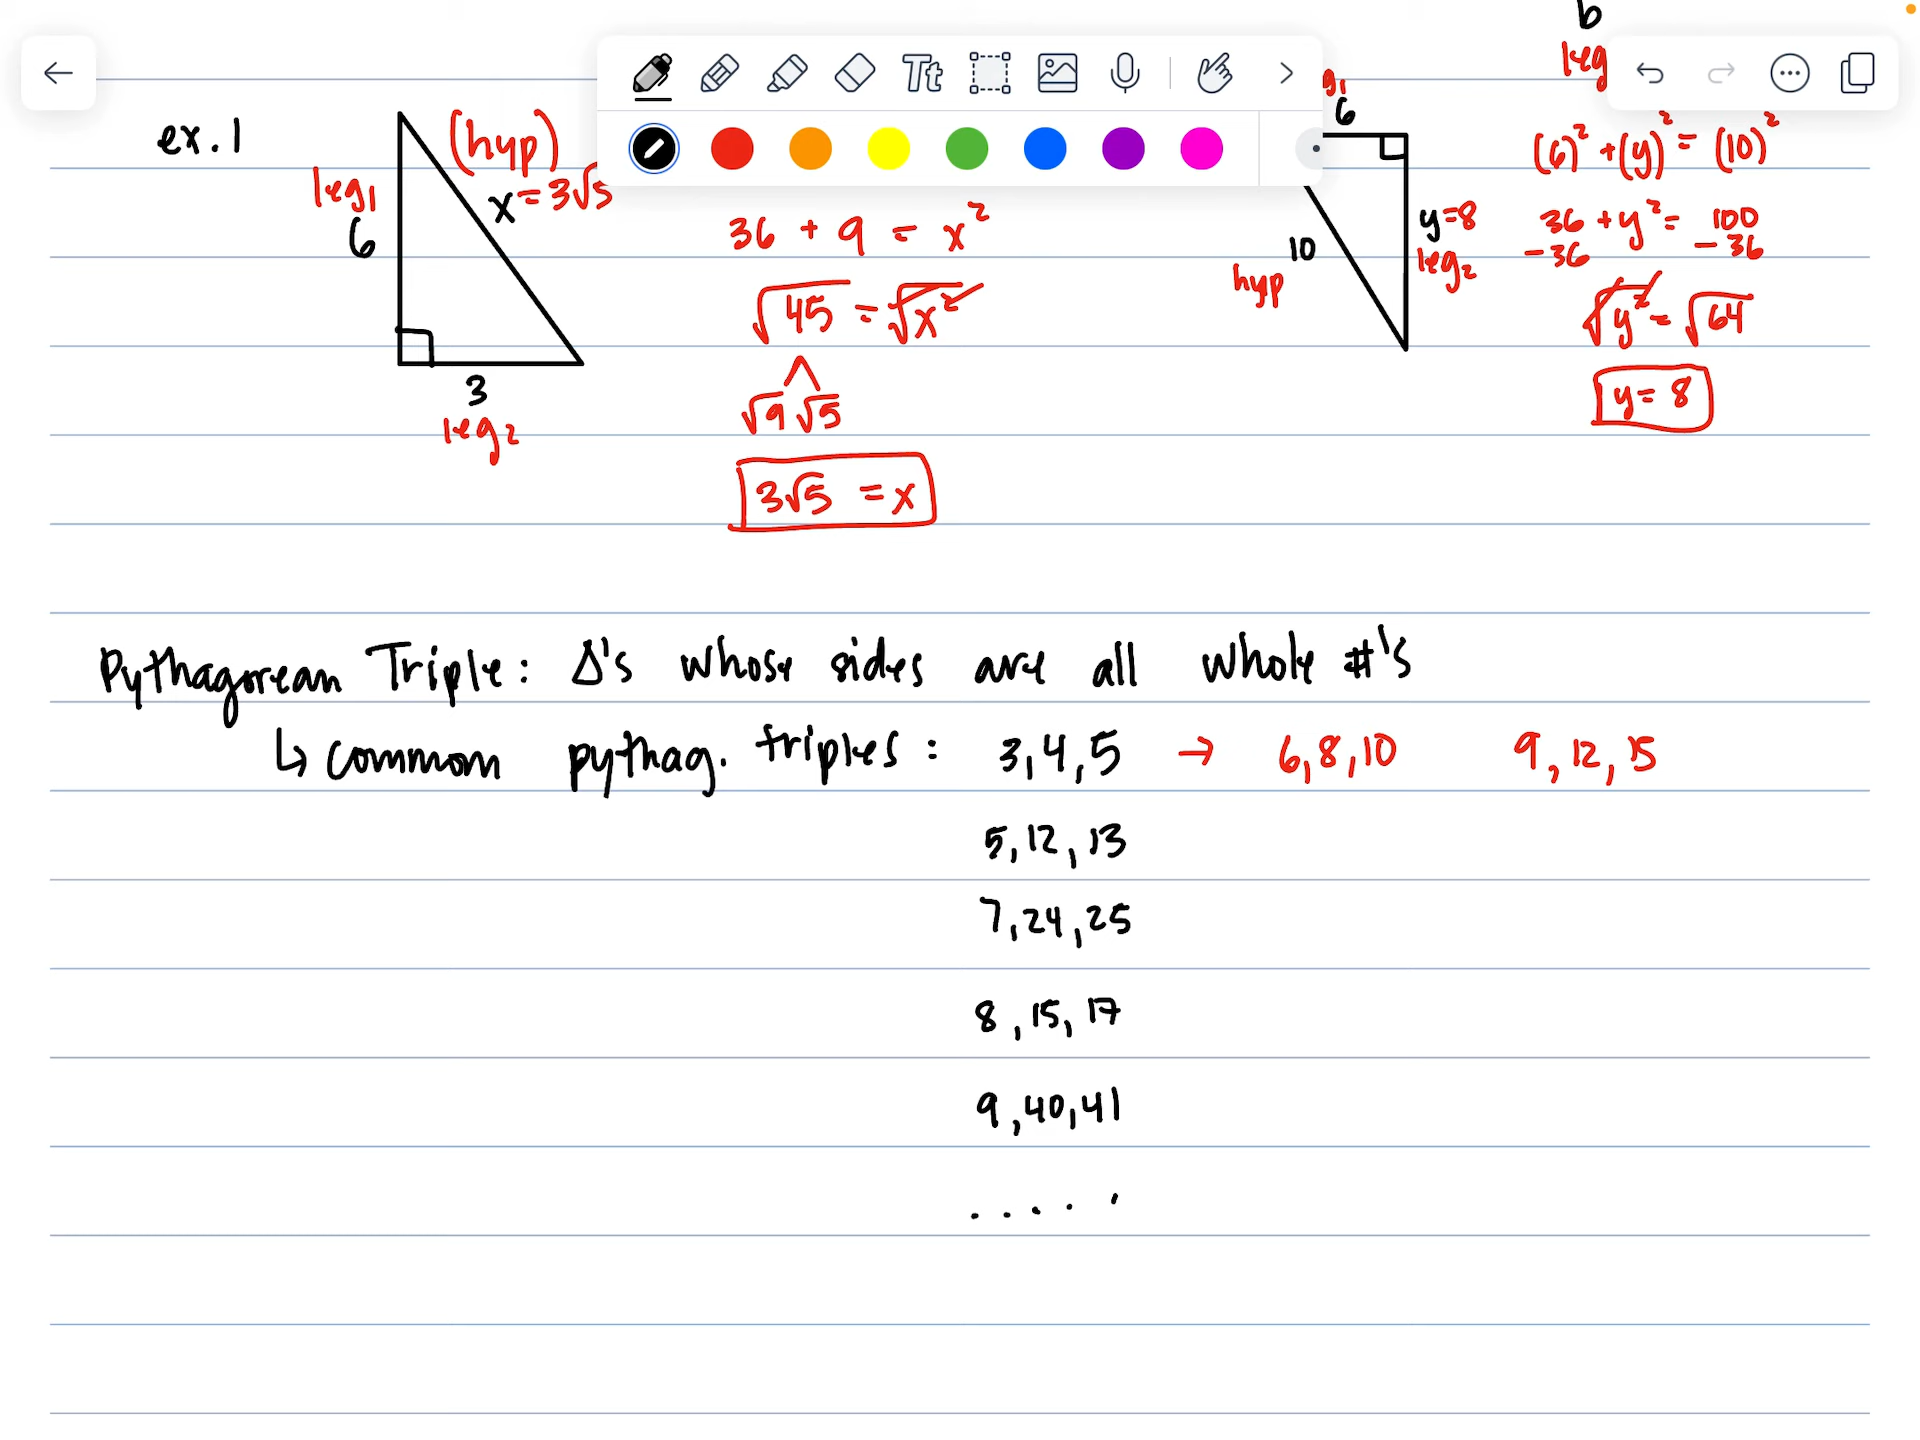 b
leg
Tt
ex. 1
(hyp)
leg₁
6
x = 3√5
3
leg₂
36 + 9 = x²
√45 = √x²
√9 √5
3√5 = x
6
10
hyp
y=8
leg₂
(6)² + (y)² = (10)²
36 + y² = 100
-36 - 36
√y² = √64
y = 8
Pythagorean Triple: Δ's whose sides are all whole #'s
↳ common pythag. triples: 3,4,5 → 6,8,10 9,12,15
5,12,13
7,24,25
8,15,17
9,40,41
.....